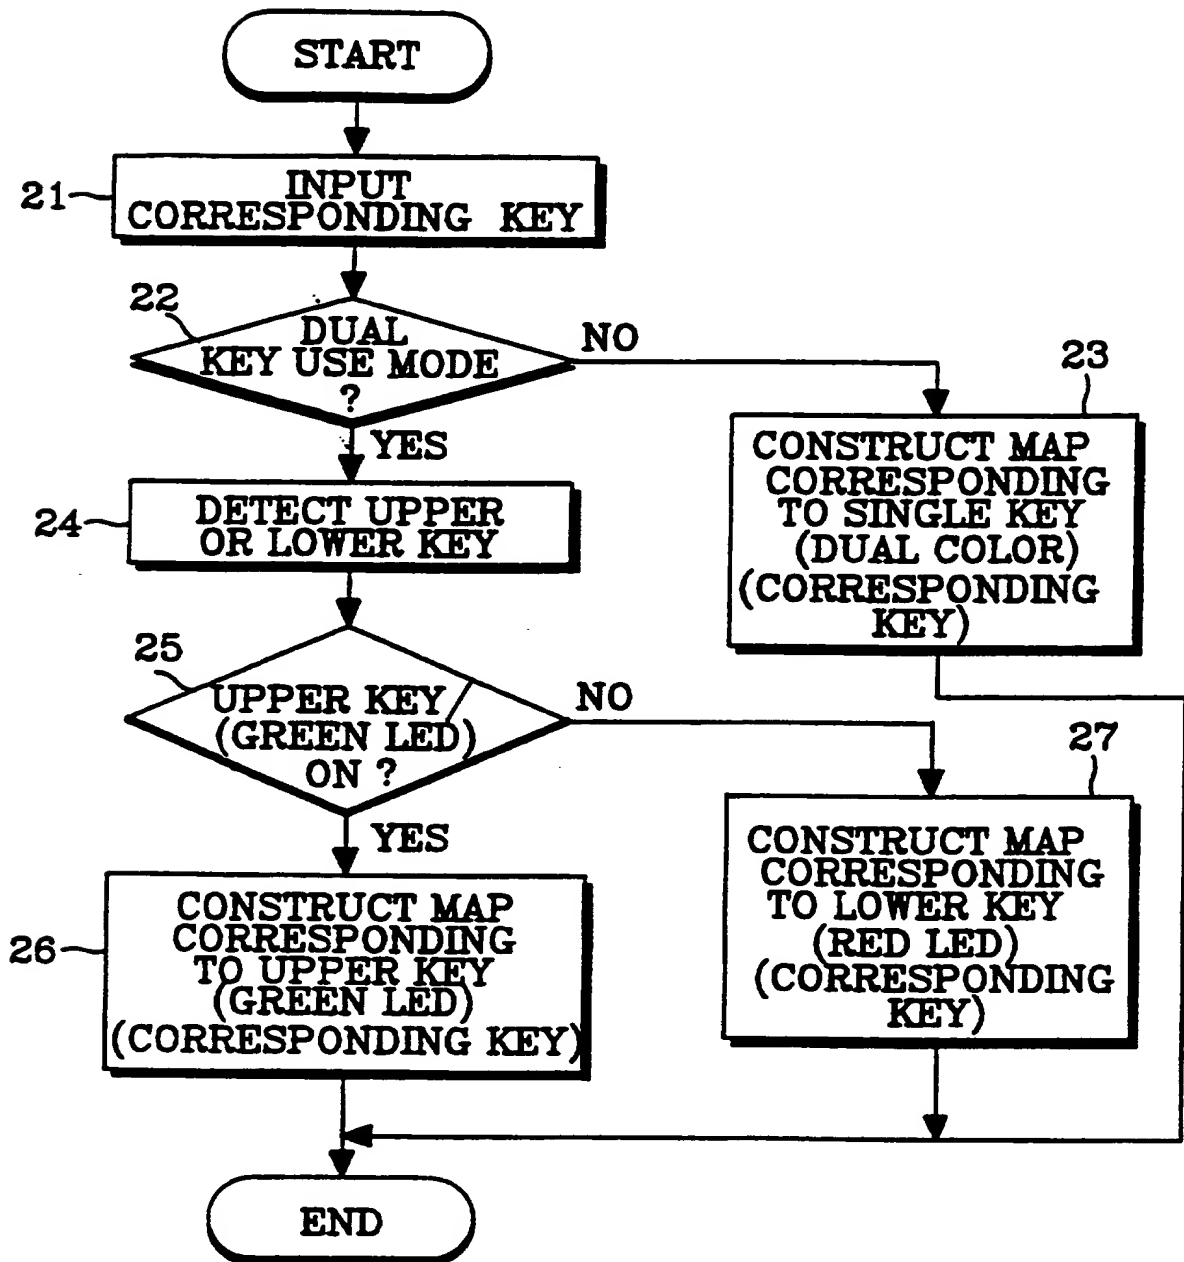 START
21
INPUT
CORRESPONDING KEY
22
DUAL
KEY USE MODE
?
NO
YES
23
CONSTRUCT MAP
CORRESPONDING
TO SINGLE KEY
(DUAL COLOR)
(CORRESPONDING
KEY)
24
DETECT UPPER
OR LOWER KEY
25
UPPER KEY
(GREEN LED)
ON ?
NO
YES
27
CONSTRUCT MAP
CORRESPONDING
TO LOWER KEY
(RED LED)
(CORRESPONDING
KEY)
26
CONSTRUCT MAP
CORRESPONDING
TO UPPER KEY
(GREEN LED)
(CORRESPONDING KEY)
END